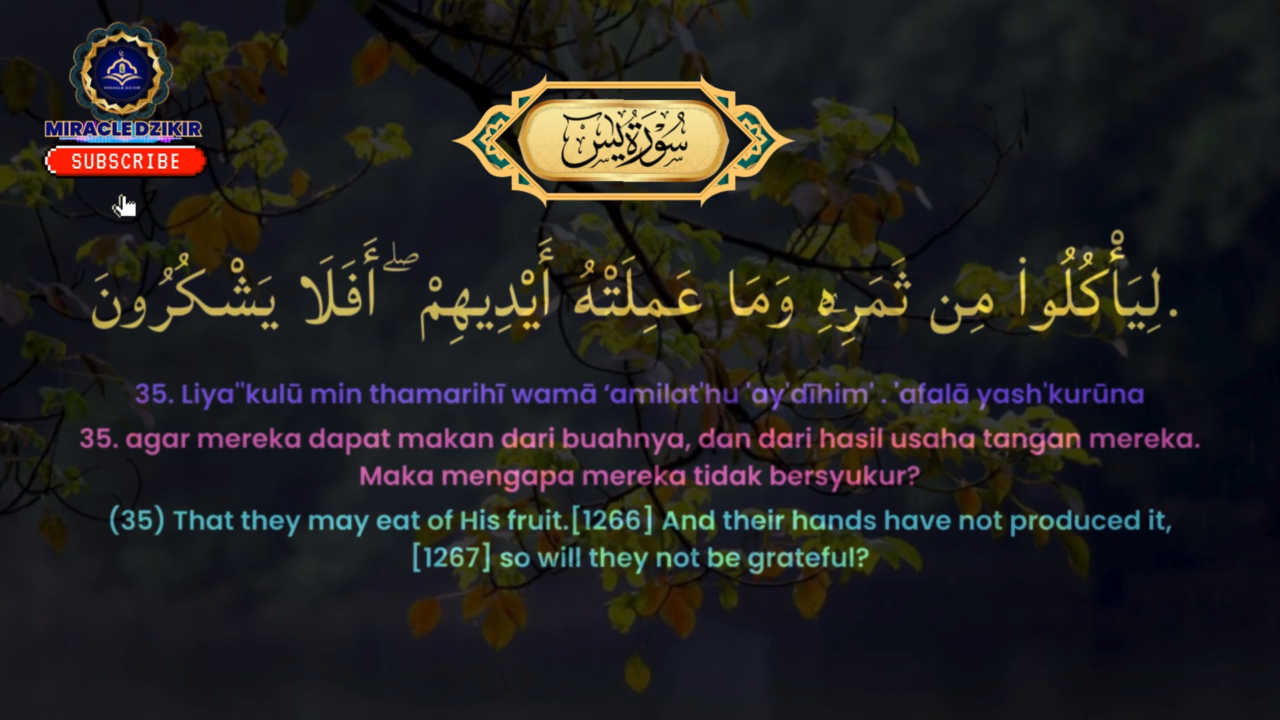 MIRACLE DZIKIR
MIRACLEDZIKIR
SUBSCRIBE
سُورَةُ يس
.لِيَأْكُلُوا۟ مِن ثَمَرِهِۦ وَمَا عَمِلَتْهُ أَيْدِيهِمْ ۖ أَفَلَا يَشْكُرُونَ
35. Liya''kulū min thamarihī wamā ‘amilat'hu 'ay'dīhim' . 'afalā yash'kurūna
35. agar mereka dapat makan dari buahnya, dan dari hasil usaha tangan mereka.
Maka mengapa mereka tidak bersyukur?
(35) That they may eat of His fruit.[1266] And their hands have not produced it,
[1267] so will they not be grateful?